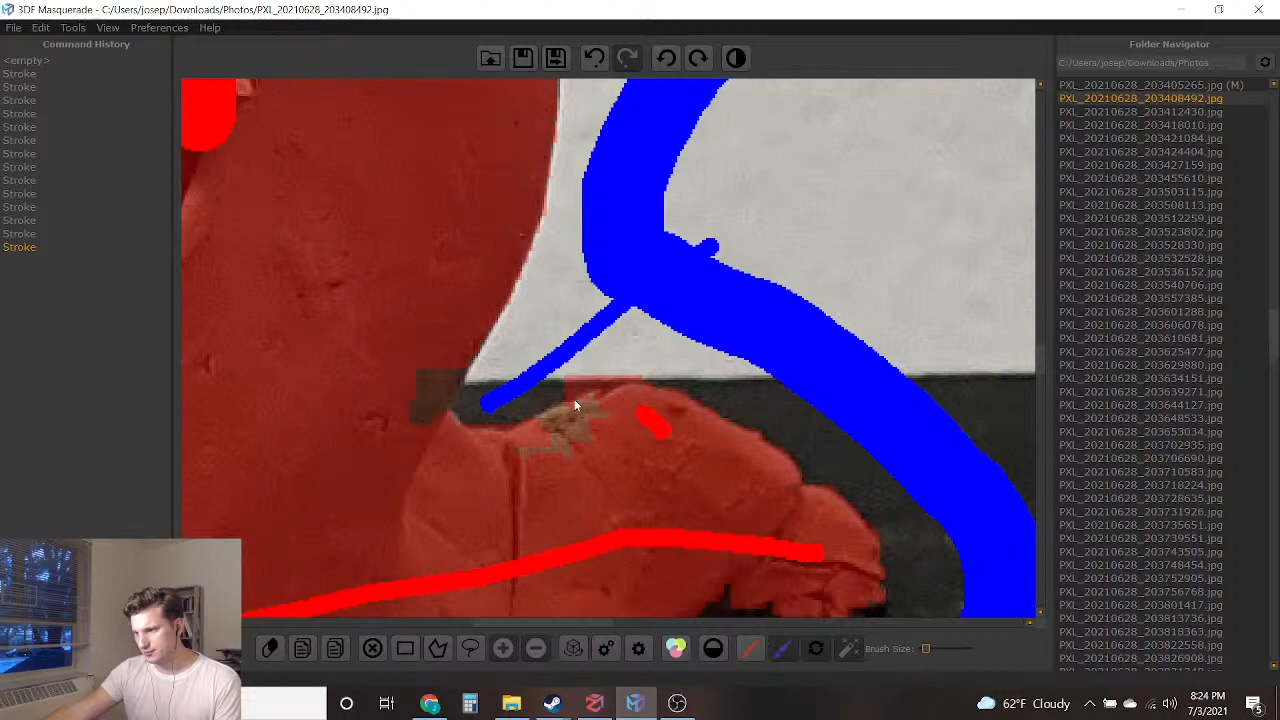 3DF Masquerade - C:/Users/josep/Downloads/Photos/PXL_20210628_203408492.jpg
File Edit Tools View Preferences Help
Command History
Folder Navigator
<empty>
Stroke
Stroke
Stroke
Stroke
Stroke
Stroke
Stroke
Stroke
Stroke
Stroke
Stroke
Stroke
Stroke
Stroke
C:/Users/josep/Downloads/Photos
PXL_20210628_203405265.jpg (M)
PXL_20210628_203408492.jpg
PXL_20210628_203412430.jpg
PXL_20210628_203418010.jpg
PXL_20210628_203421084.jpg
PXL_20210628_203424404.jpg
PXL_20210628_203427159.jpg
PXL_20210628_203455610.jpg
PXL_20210628_203503115.jpg
PXL_20210628_203508113.jpg
PXL_20210628_203512259.jpg
PXL_20210628_203523802.jpg
PXL_20210628_203528330.jpg
PXL_20210628_203532528.jpg
PXL_20210628_203536152.jpg
PXL_20210628_203540706.jpg
PXL_20210628_203557385.jpg
PXL_20210628_203601288.jpg
PXL_20210628_203606078.jpg
PXL_20210628_203610681.jpg
PXL_20210628_203625477.jpg
PXL_20210628_203629880.jpg
PXL_20210628_203634151.jpg
PXL_20210628_203639271.jpg
PXL_20210628_203644127.jpg
PXL_20210628_203648103.jpg
PXL_20210628_203653034.jpg
PXL_20210628_203702935.jpg
PXL_20210628_203706690.jpg
PXL_20210628_203710583.jpg
PXL_20210628_203718224.jpg
PXL_20210628_203728635.jpg
PXL_20210628_203731926.jpg
PXL_20210628_203735651.jpg
PXL_20210628_203739551.jpg
PXL_20210628_203743505.jpg
PXL_20210628_203748454.jpg
PXL_20210628_203752905.jpg
PXL_20210628_203756768.jpg
PXL_20210628_203801417.jpg
PXL_20210628_203813736.jpg
PXL_20210628_203818363.jpg
PXL_20210628_203822558.jpg
PXL_20210628_203826908.jpg
Brush Size:
62°F Cloudy
8:24 PM
7/3/2021
5